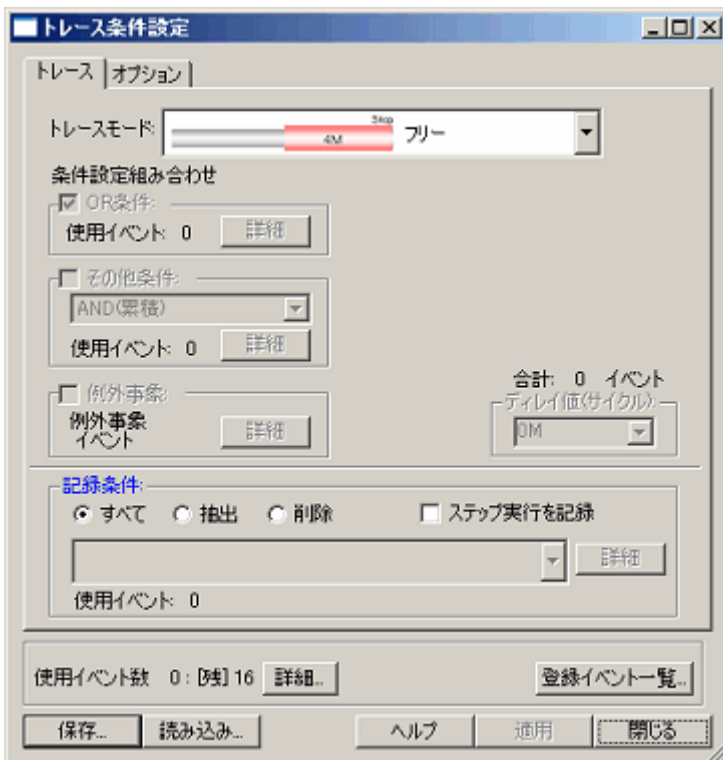 トレース条件設定
トレース オプション
トレースモード: 4M Stop フリー
条件設定組み合わせ
OR条件:
使用イベント: 0 詳細
その他条件:
AND(累積)
使用イベント: 0 詳細
例外事象:
例外事象
イベント 詳細
合計: 0 イベント
ディレイ値(サイクル):
0M
記録条件:
すべて 抽出 削除 ステップ実行を記録
詳細
使用イベント: 0
使用イベント数 0 : [残] 16 詳細... 登録イベント一覧...
保存... 読み込み... ヘルプ 適用 閉じる